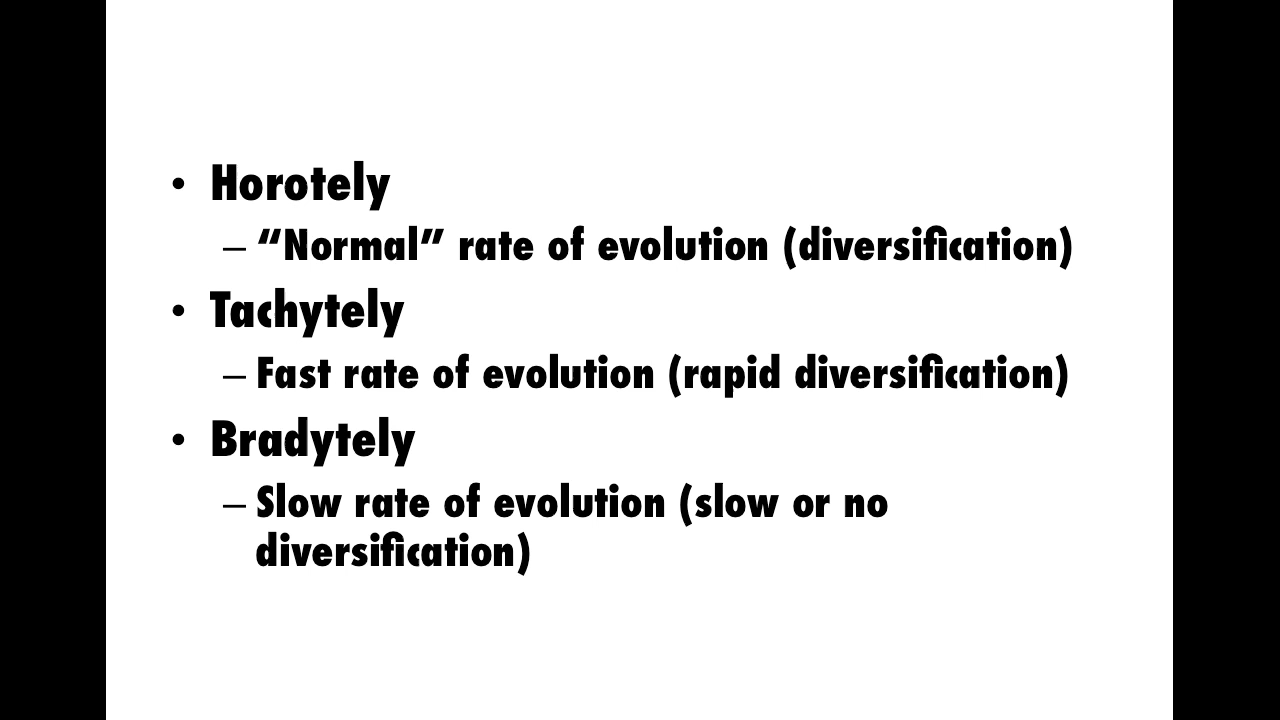 • Horotely
– “Normal” rate of evolution (diversification)
• Tachytely
– Fast rate of evolution (rapid diversification)
• Bradytely
– Slow rate of evolution (slow or no
diversification)